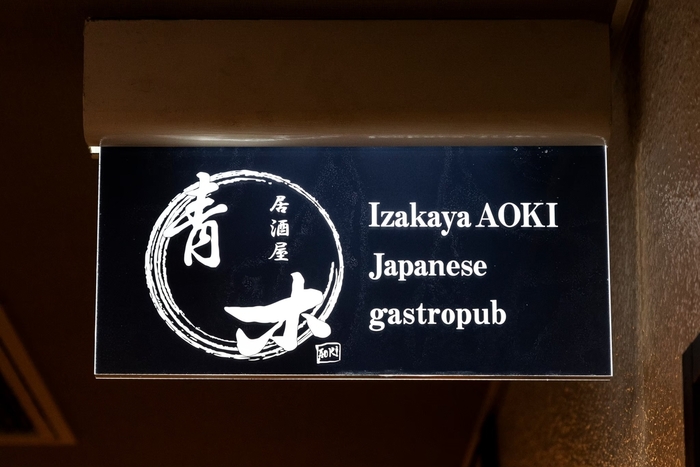 青木
居酒屋
AOKI
Izakaya AOKI
Japanese
gastropub